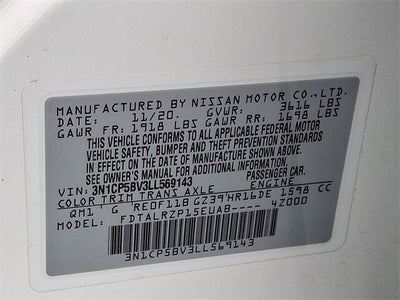 MANUFACTURED BY NISSAN MOTOR CO., LTD.
DATE: 11/20. GVWR: 3616 LBS
GAWR FR: 1918 LBS GAWR RR: 1698 LBS
THIS VEHICLE CONFORMS TO ALL APPLICABLE FEDERAL MOTOR
VEHICLE SAFETY, BUMPER AND THEFT PREVENTION STANDARDS
IN EFFECT ON THE DATE OF MANUFACTURE SHOWN ABOVE.
SEE OWNER'S MANUAL FOR ADDITIONAL INFORMATION.
VIN: 3N1CP5BV3LL569143 PASSENGER CAR.
COLOR TRIM TRANS AXLE ENGINE
QM1 G RE0F11B GZ39 HR16DE 1598 CC
MODEL: FDTALRZP15EUAB---- 4Z000
3N1CP5BV3LL569143